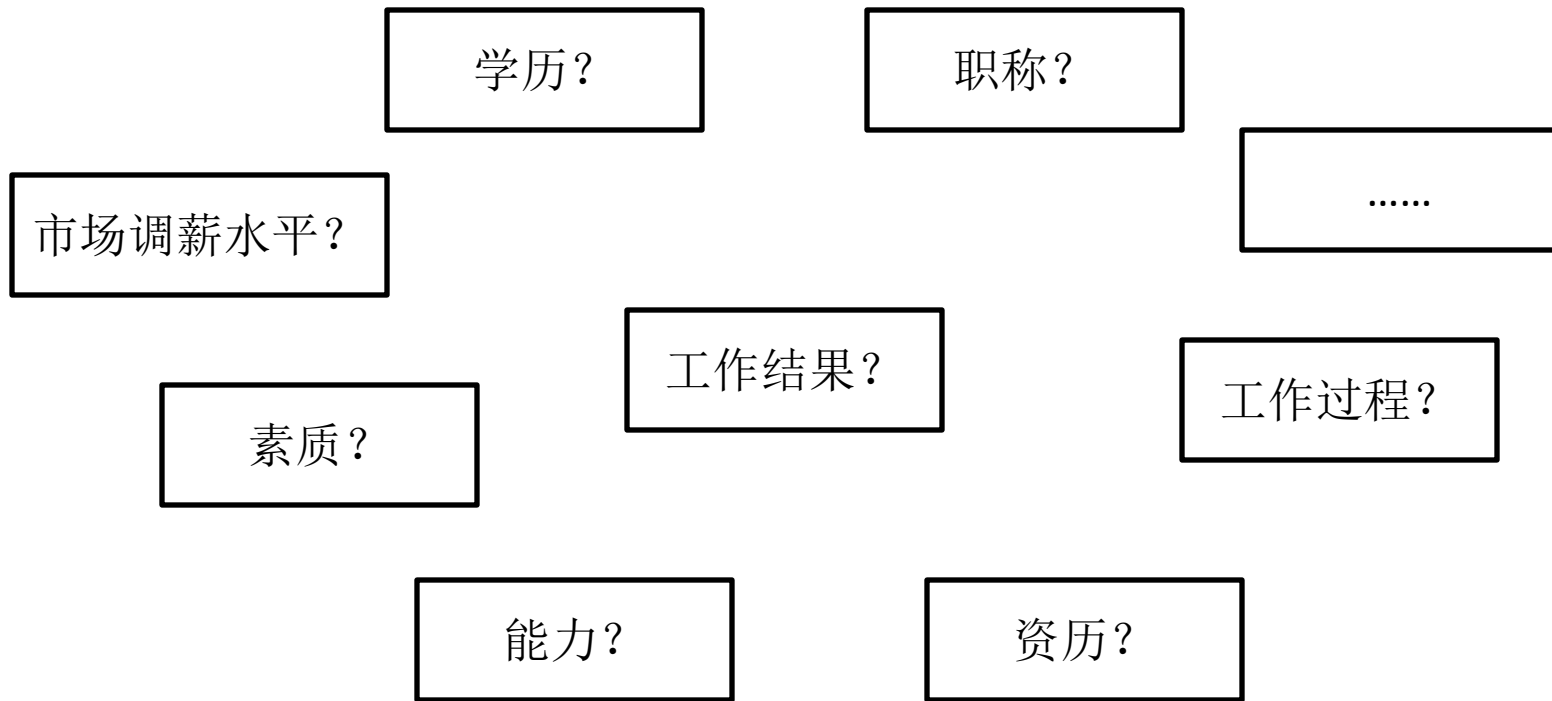 学历？
职称？
……
市场调薪水平？
工作结果？
工作过程？
素质？
能力？
资历？